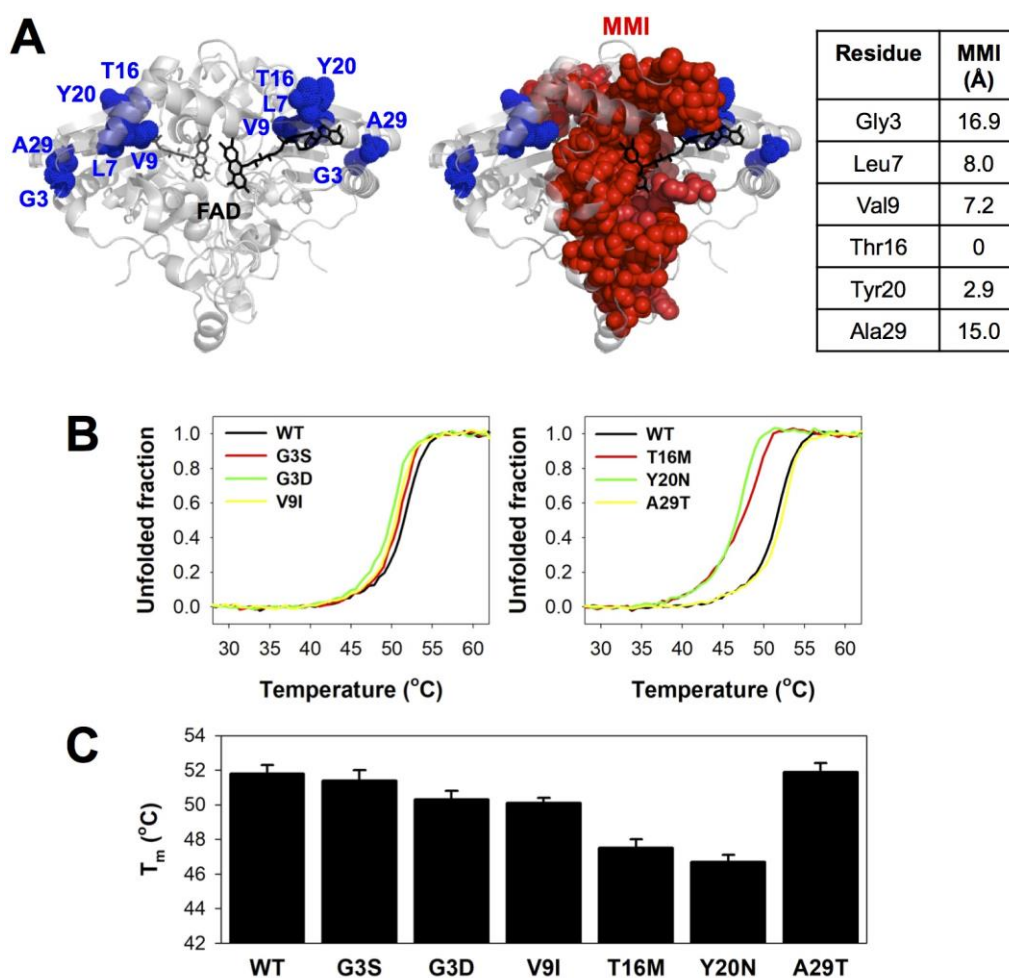 A
T16
Y20
A29
G3
L7
V9
T16
Y20
L7
V9
A29
G3
FAD
MMI
Residue MMI (Å)
Gly3 16.9
Leu7 8.0
Val9 7.2
Thr16 0
Tyr20 2.9
Ala29 15.0
B
Unfolded fraction
1.0
0.8
0.6
0.4
0.2
0.0
WT
G3S
G3D
V9I
30 35 40 45 50 55 60
Temperature (°C)
Unfolded fraction
1.0
0.8
0.6
0.4
0.2
0.0
WT
T16M
Y20N
A29T
30 35 40 45 50 55 60
Temperature (°C)
C
Tm (°C)
54
52
50
48
46
44
42
WT G3S G3D V9I T16M Y20N A29T